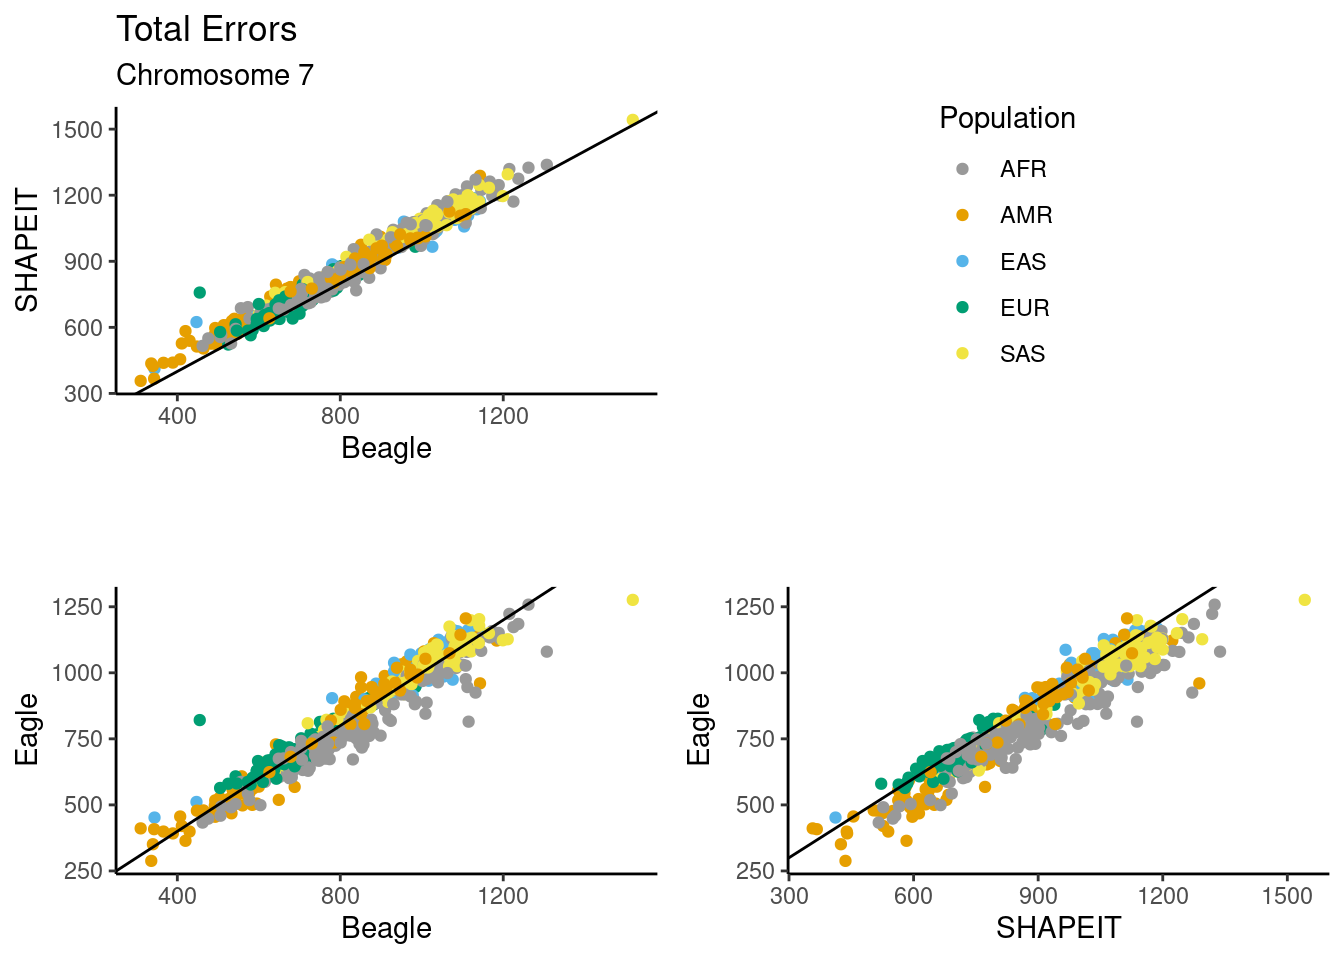 Total Errors
Chromosome 7
SHAPEIT
1500
1200
900
600
300
400 800 1200
Beagle
Population
AFR
AMR
EAS
EUR
SAS
Eagle
1250
1000
750
500
250
400 800 1200
Beagle
Eagle
1250
1000
750
500
250
300 600 900 1200 1500
SHAPEIT